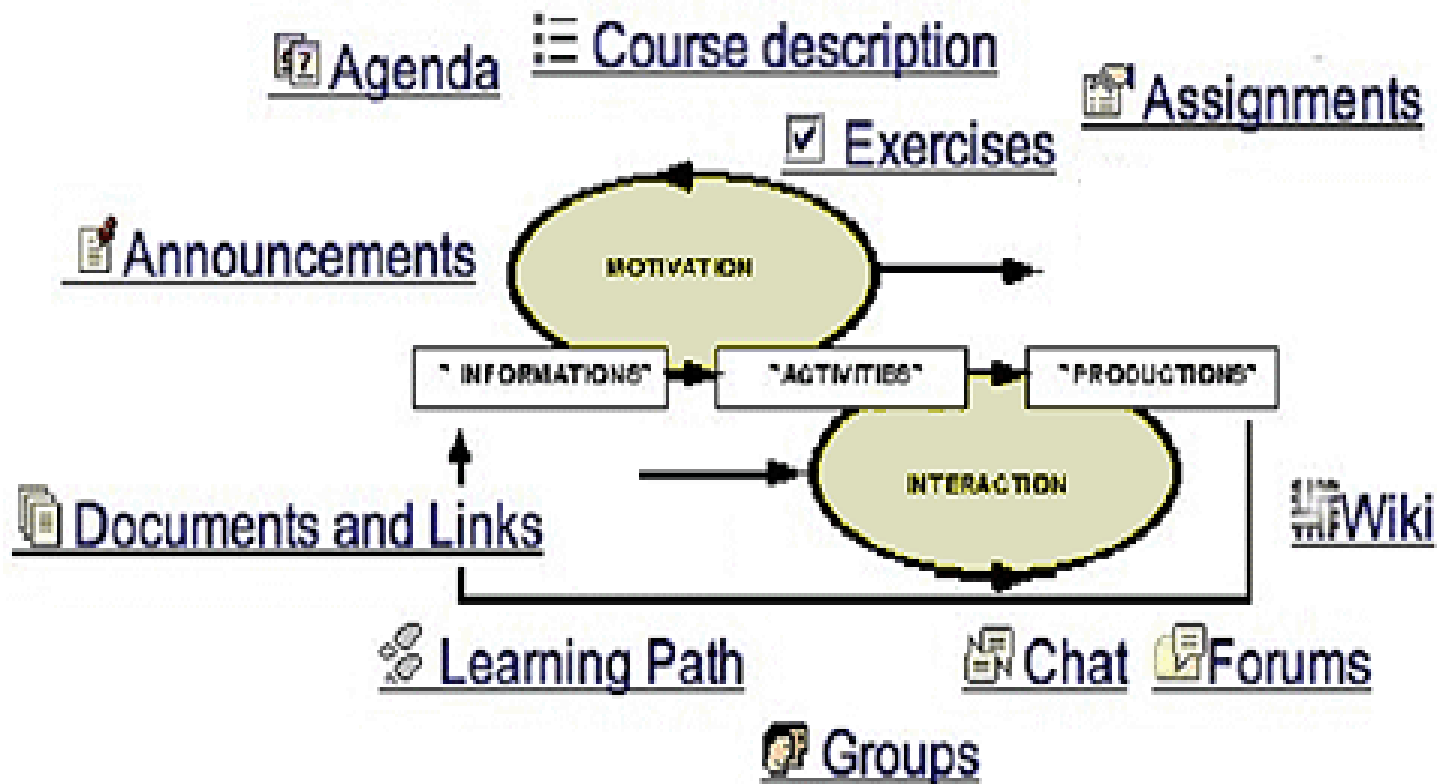 Agenda
Course description
Assignments
Exercises
Announcements
MOTIVATION
"INFORMATIONS"
"ACTIVITIES"
"PRODUCTIONS"
INTERACTION
Documents and Links
Wiki
Learning Path
Chat
Forums
Groups